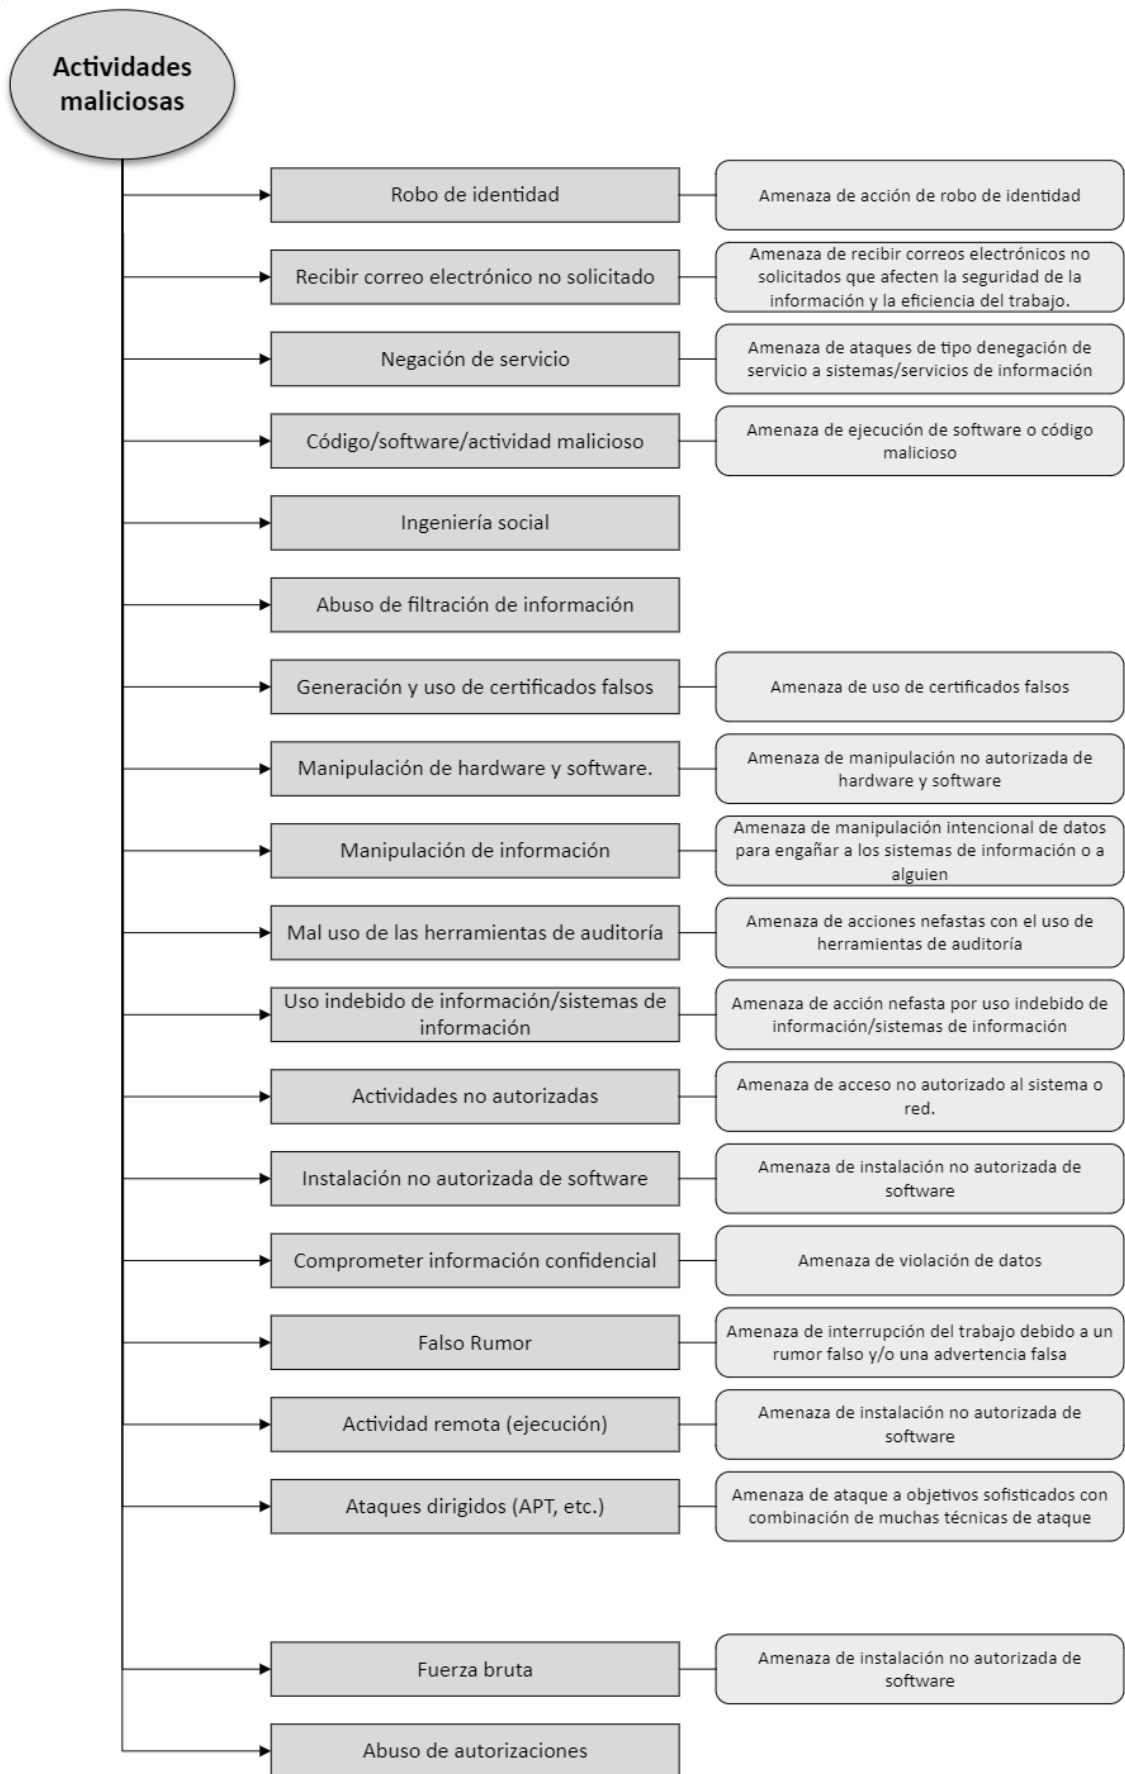 Actividades
maliciosas
Robo de identidad
Amenaza de acción de robo de identidad
Recibir correo electrónico no solicitado
Amenaza de recibir correos electrónicos no
solicitados que afecten la seguridad de la
información y la eficiencia del trabajo.
Negación de servicio
Amenaza de ataques de tipo denegación de
servicio a sistemas/servicios de información
Código/software/actividad malicioso
Amenaza de ejecución de software o código
malicioso
Ingeniería social
Abuso de filtración de información
Generación y uso de certificados falsos
Amenaza de uso de certificados falsos
Manipulación de hardware y software.
Amenaza de manipulación no autorizada de
hardware y software
Manipulación de información
Amenaza de manipulación intencional de datos
para engañar a los sistemas de información o a
alguien
Mal uso de las herramientas de auditoría
Amenaza de acciones nefastas con el uso de
herramientas de auditoría
Uso indebido de información/sistemas de
información
Amenaza de acción nefasta por uso indebido de
información/sistemas de información
Actividades no autorizadas
Amenaza de acceso no autorizado al sistema o
red.
Instalación no autorizada de software
Amenaza de instalación no autorizada de
software
Comprometer información confidencial
Amenaza de violación de datos
Falso Rumor
Amenaza de interrupción del trabajo debido a un
rumor falso y/o una advertencia falsa
Actividad remota (ejecución)
Amenaza de instalación no autorizada de
software
Ataques dirigidos (APT, etc.)
Amenaza de ataque a objetivos sofisticados con
combinación de muchas técnicas de ataque
Fuerza bruta
Amenaza de instalación no autorizada de
software
Abuso de autorizaciones